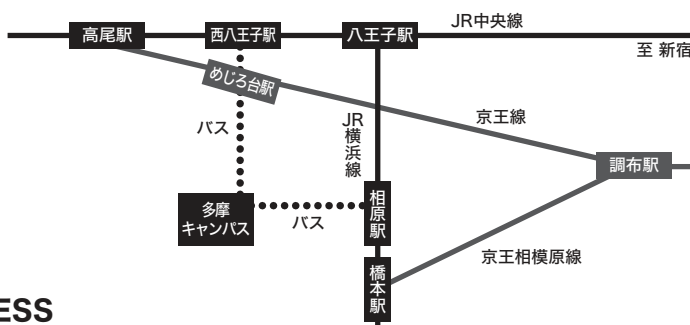 JR中央線
高尾駅
西八王子駅
八王子駅
至 新宿
めじろ台駅
京王線
バス
JR横浜線
調布駅
多摩
キャンパス
相原駅
バス
京王相模原線
橋本駅
ESS